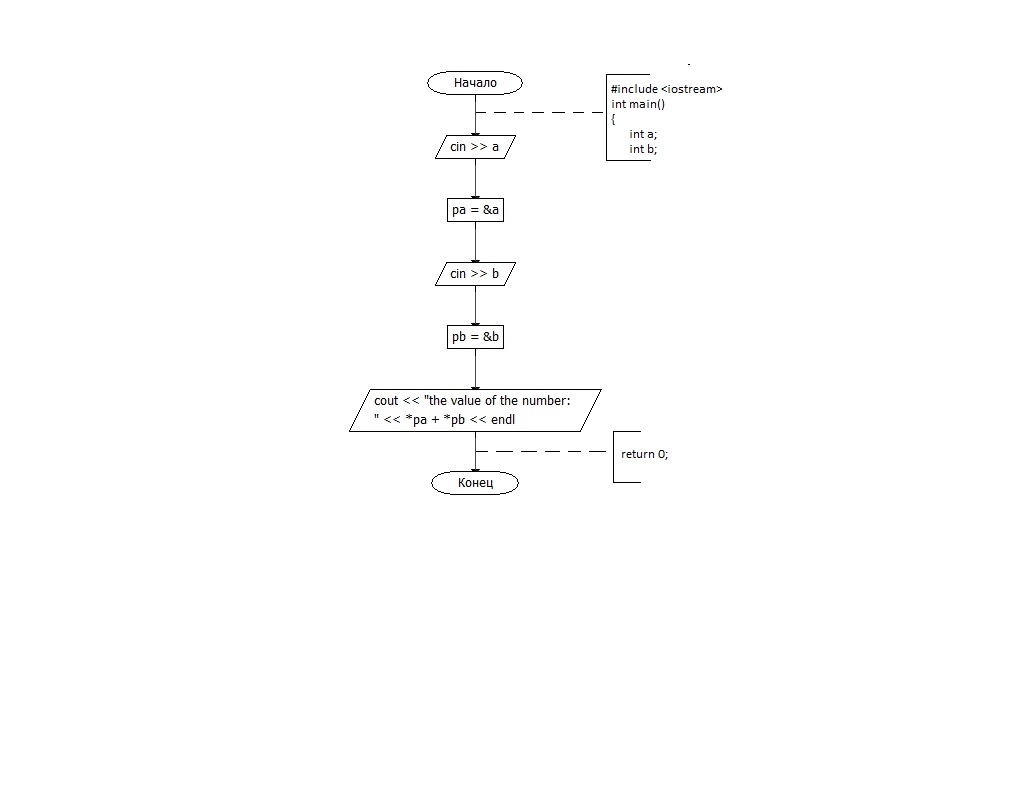 Начало
#include <iostream>
int main()
{
int a;
int b;
cin >> a
pa = &a
cin >> b
pb = &b
cout << "the value of the number:
" << *pa + *pb << endl
return 0;
Конец